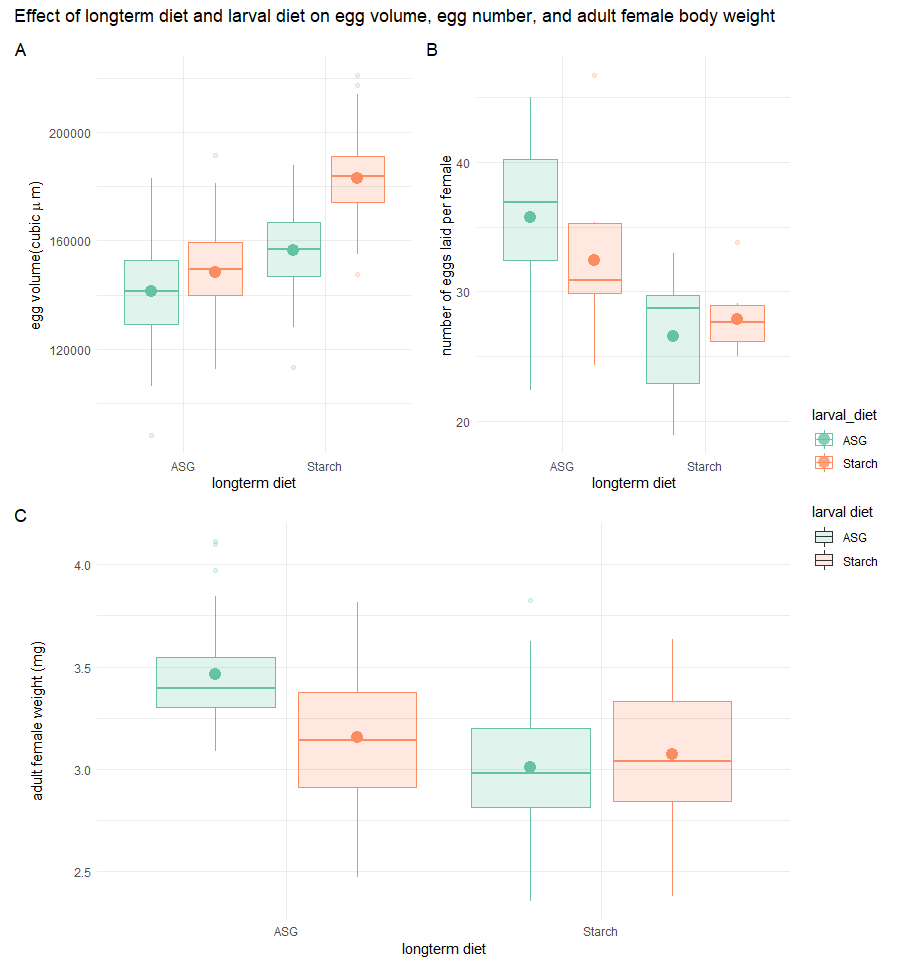 Effect of longterm diet and larval diet on egg volume, egg number, and adult female body weight
A
egg volume(cubic μ m)
200000
160000
120000
ASG
Starch
longterm diet
B
number of eggs laid per female
40
30
20
ASG
Starch
longterm diet
larval_diet
ASG
Starch
larval diet
ASG
Starch
C
adult female weight (mg)
4.0
3.5
3.0
2.5
ASG
Starch
longterm diet